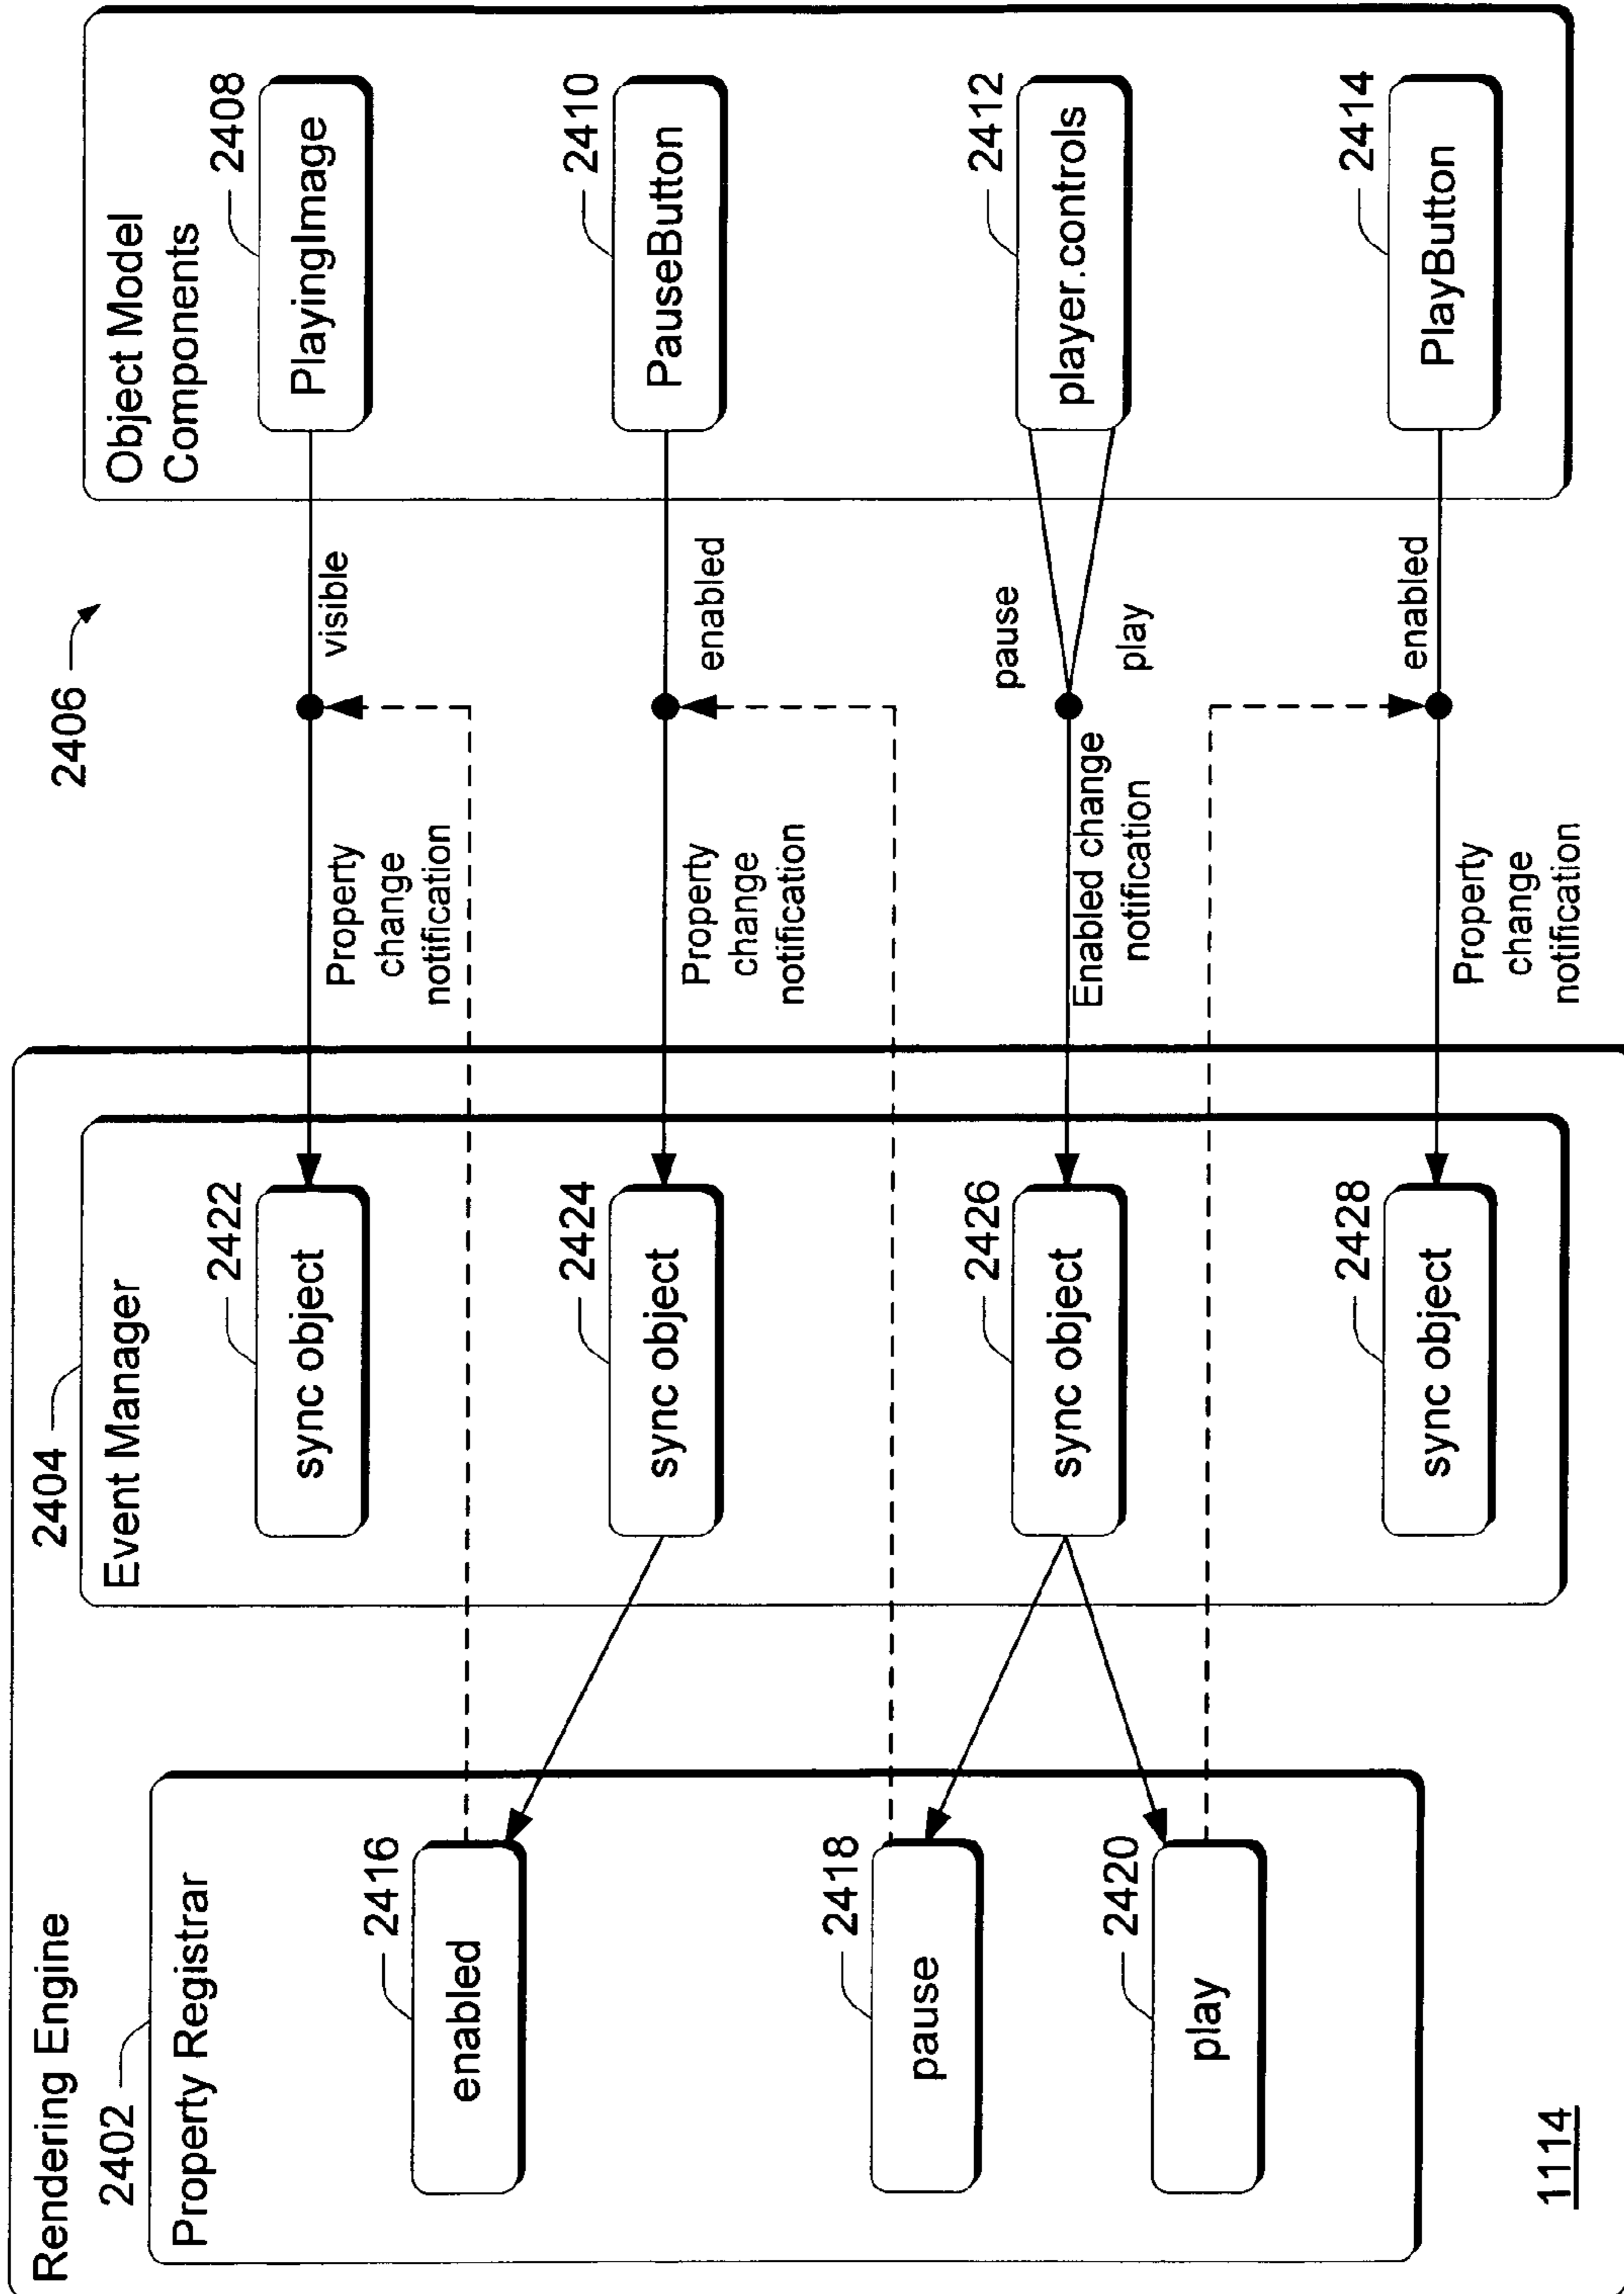 Rendering Engine
2402
Property Registrar
2416
enabled
2418
pause
2420
play
1114
2404
Event Manager
2422
sync object
2424
sync object
2426
sync object
2428
sync object
2406
visible
Property
change
notification
enabled
Property
change
notification
pause
play
Enabled change
notification
enabled
Property
change
notification
Object Model
Components
2408
PlayingImage
2410
PauseButton
2412
player.controls
2414
PlayButton